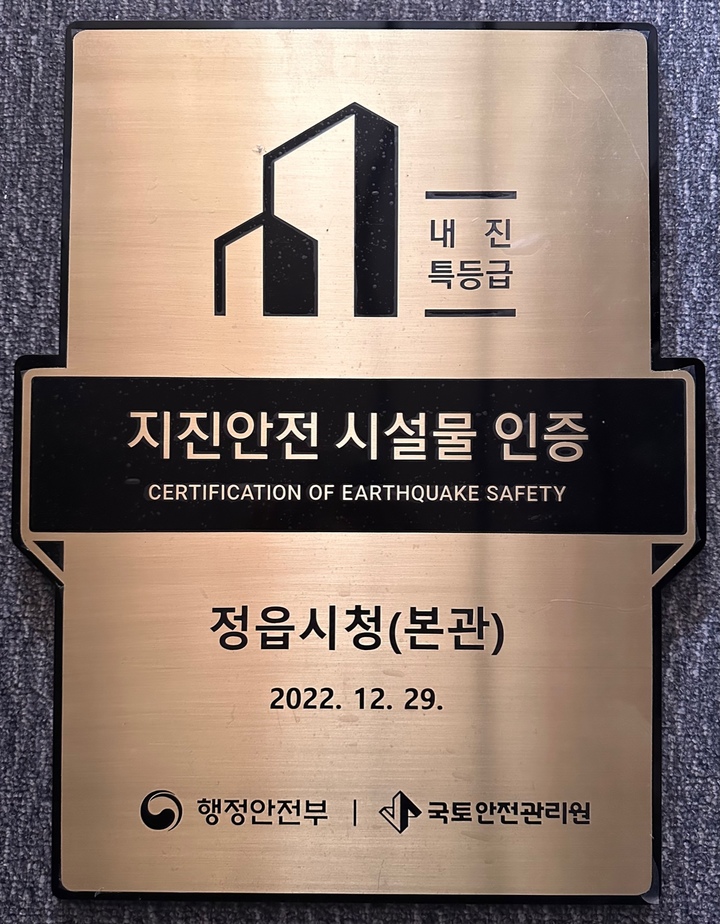 내 진
특등급
지진안전 시설물 인증
CERTIFICATION OF EARTHQUAKE SAFETY
정읍시청(본관)
2022. 12. 29.
행정안전부 | 국토안전관리원